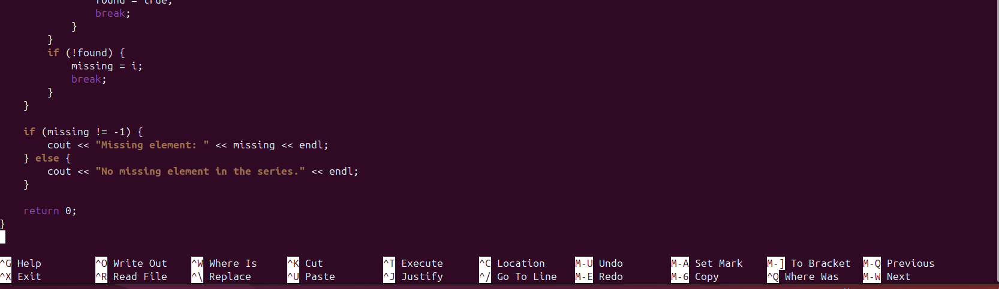 found = true;
break;
}
}
if (!found) {
missing = i;
break;
}
}
if (missing != -1) {
cout << "Missing element: " << missing << endl;
} else {
cout << "No missing element in the series." << endl;
}
return 0;
}
^G Help ^O Write Out ^W Where Is ^K Cut ^T Execute ^C Location M-U Undo M-A Set Mark M-] To Bracket M-Q Previous
^X Exit ^R Read File ^\ Replace ^U Paste ^J Justify ^/ Go To Line M-E Redo M-6 Copy ^Q Where Was M-W Next